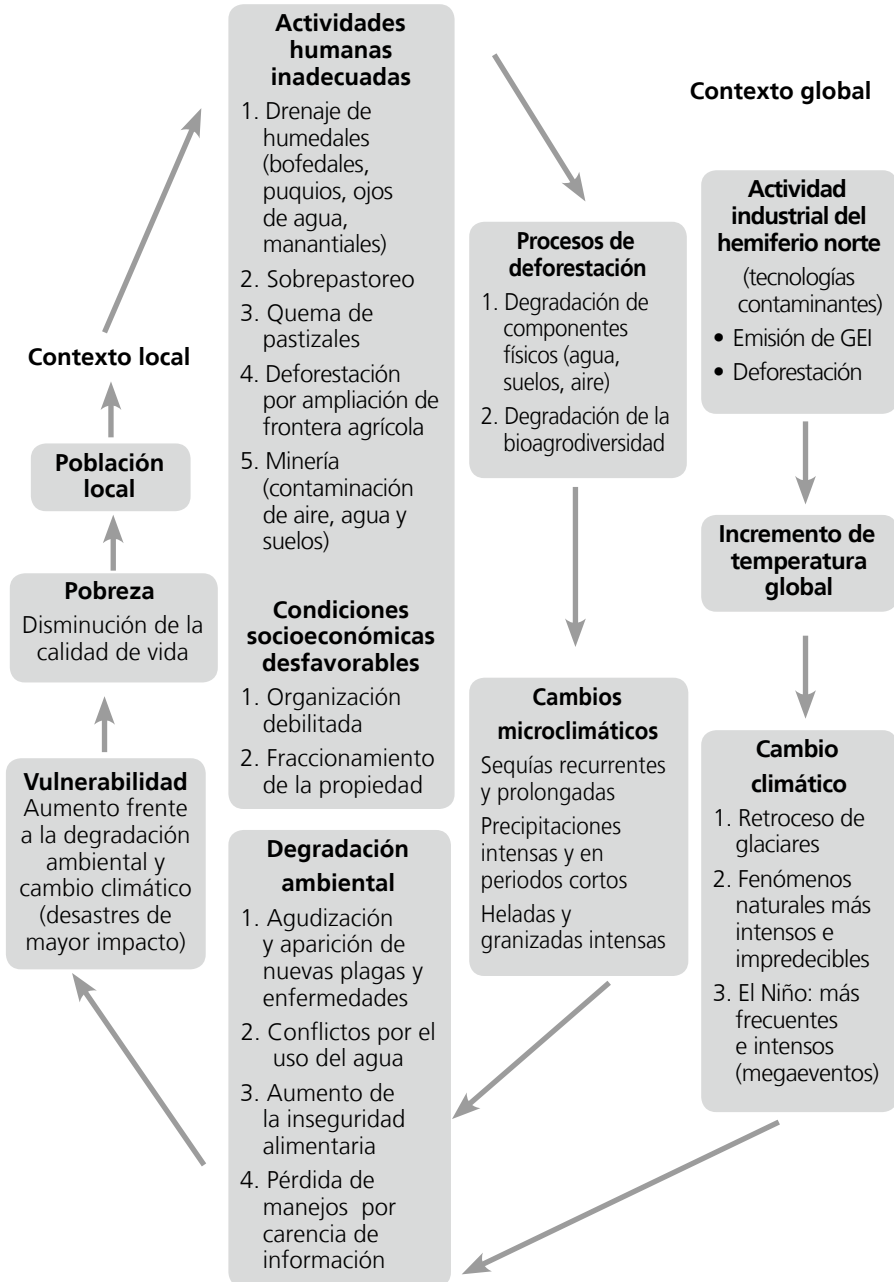 Actividades
humanas
inadecuadas
1. Drenaje de
humedales
(bofedales,
puquios, ojos
de agua,
manantiales)
2. Sobrepastoreo
3. Quema de
pastizales
4. Deforestación
por ampliación de
frontera agrícola
5. Minería
(contaminación
de aire, agua y
suelos)
Condiciones
socioeconómicas
desfavorables
1. Organización
debilitada
2. Fraccionamiento
de la propiedad
Procesos de
deforestación
1. Degradación de
componentes
físicos (agua,
suelos, aire)
2. Degradación de la
bioagrodiversidad
Cambios
microclimáticos
Sequías recurrentes
y prolongadas
Precipitaciones
intensas y en
periodos cortos
Heladas y
granizadas intensas
Contexto global
Actividad
industrial del
hemiferio norte
(tecnologías
contaminantes)
• Emisión de GEI
• Deforestación
Incremento de
temperatura
global
Cambio
climático
1. Retroceso de
glaciares
2. Fenómenos
naturales más
intensos e
impredecibles
3. El Niño: más
frecuentes
e intensos
(megaeventos)
Degradación
ambiental
1. Agudización
y aparición de
nuevas plagas y
enfermedades
2. Conflictos por el
uso del agua
3. Aumento de
la inseguridad
alimentaria
4. Pérdida de
manejos por
carencia de
información
Vulnerabilidad
Aumento frente
a la degradación
ambiental y
cambio climático
(desastres de
mayor impacto)
Pobreza
Disminución de la
calidad de vida
Población
local
Contexto local